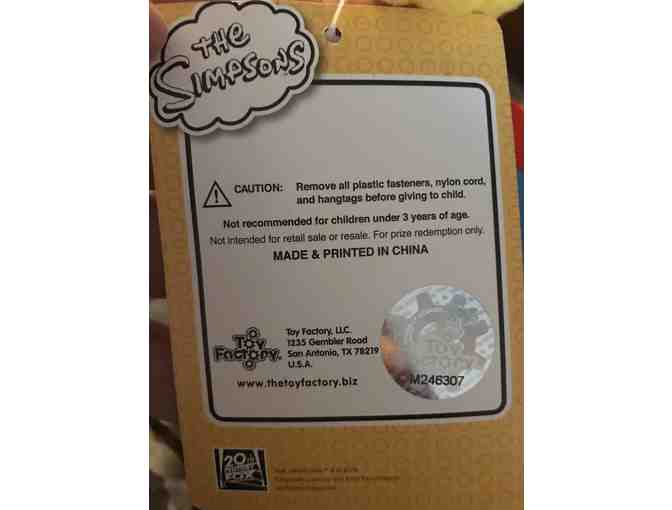 THE
SIMPSONS
CAUTION: Remove all plastic fasteners, nylon cord,
and hangtags before giving to child.
Not recommended for children under 3 years of age.
Not intended for retail sale or resale. For prize redemption only.
MADE & PRINTED IN CHINA
TOY
FACTORY
Toy Factory, LLC.
1235 Gembler Road
San Antonio, TX 78219
U.S.A.
www.thetoyfactory.biz
TOY
FACTORY
M246307
20th
CENTURY
FOX